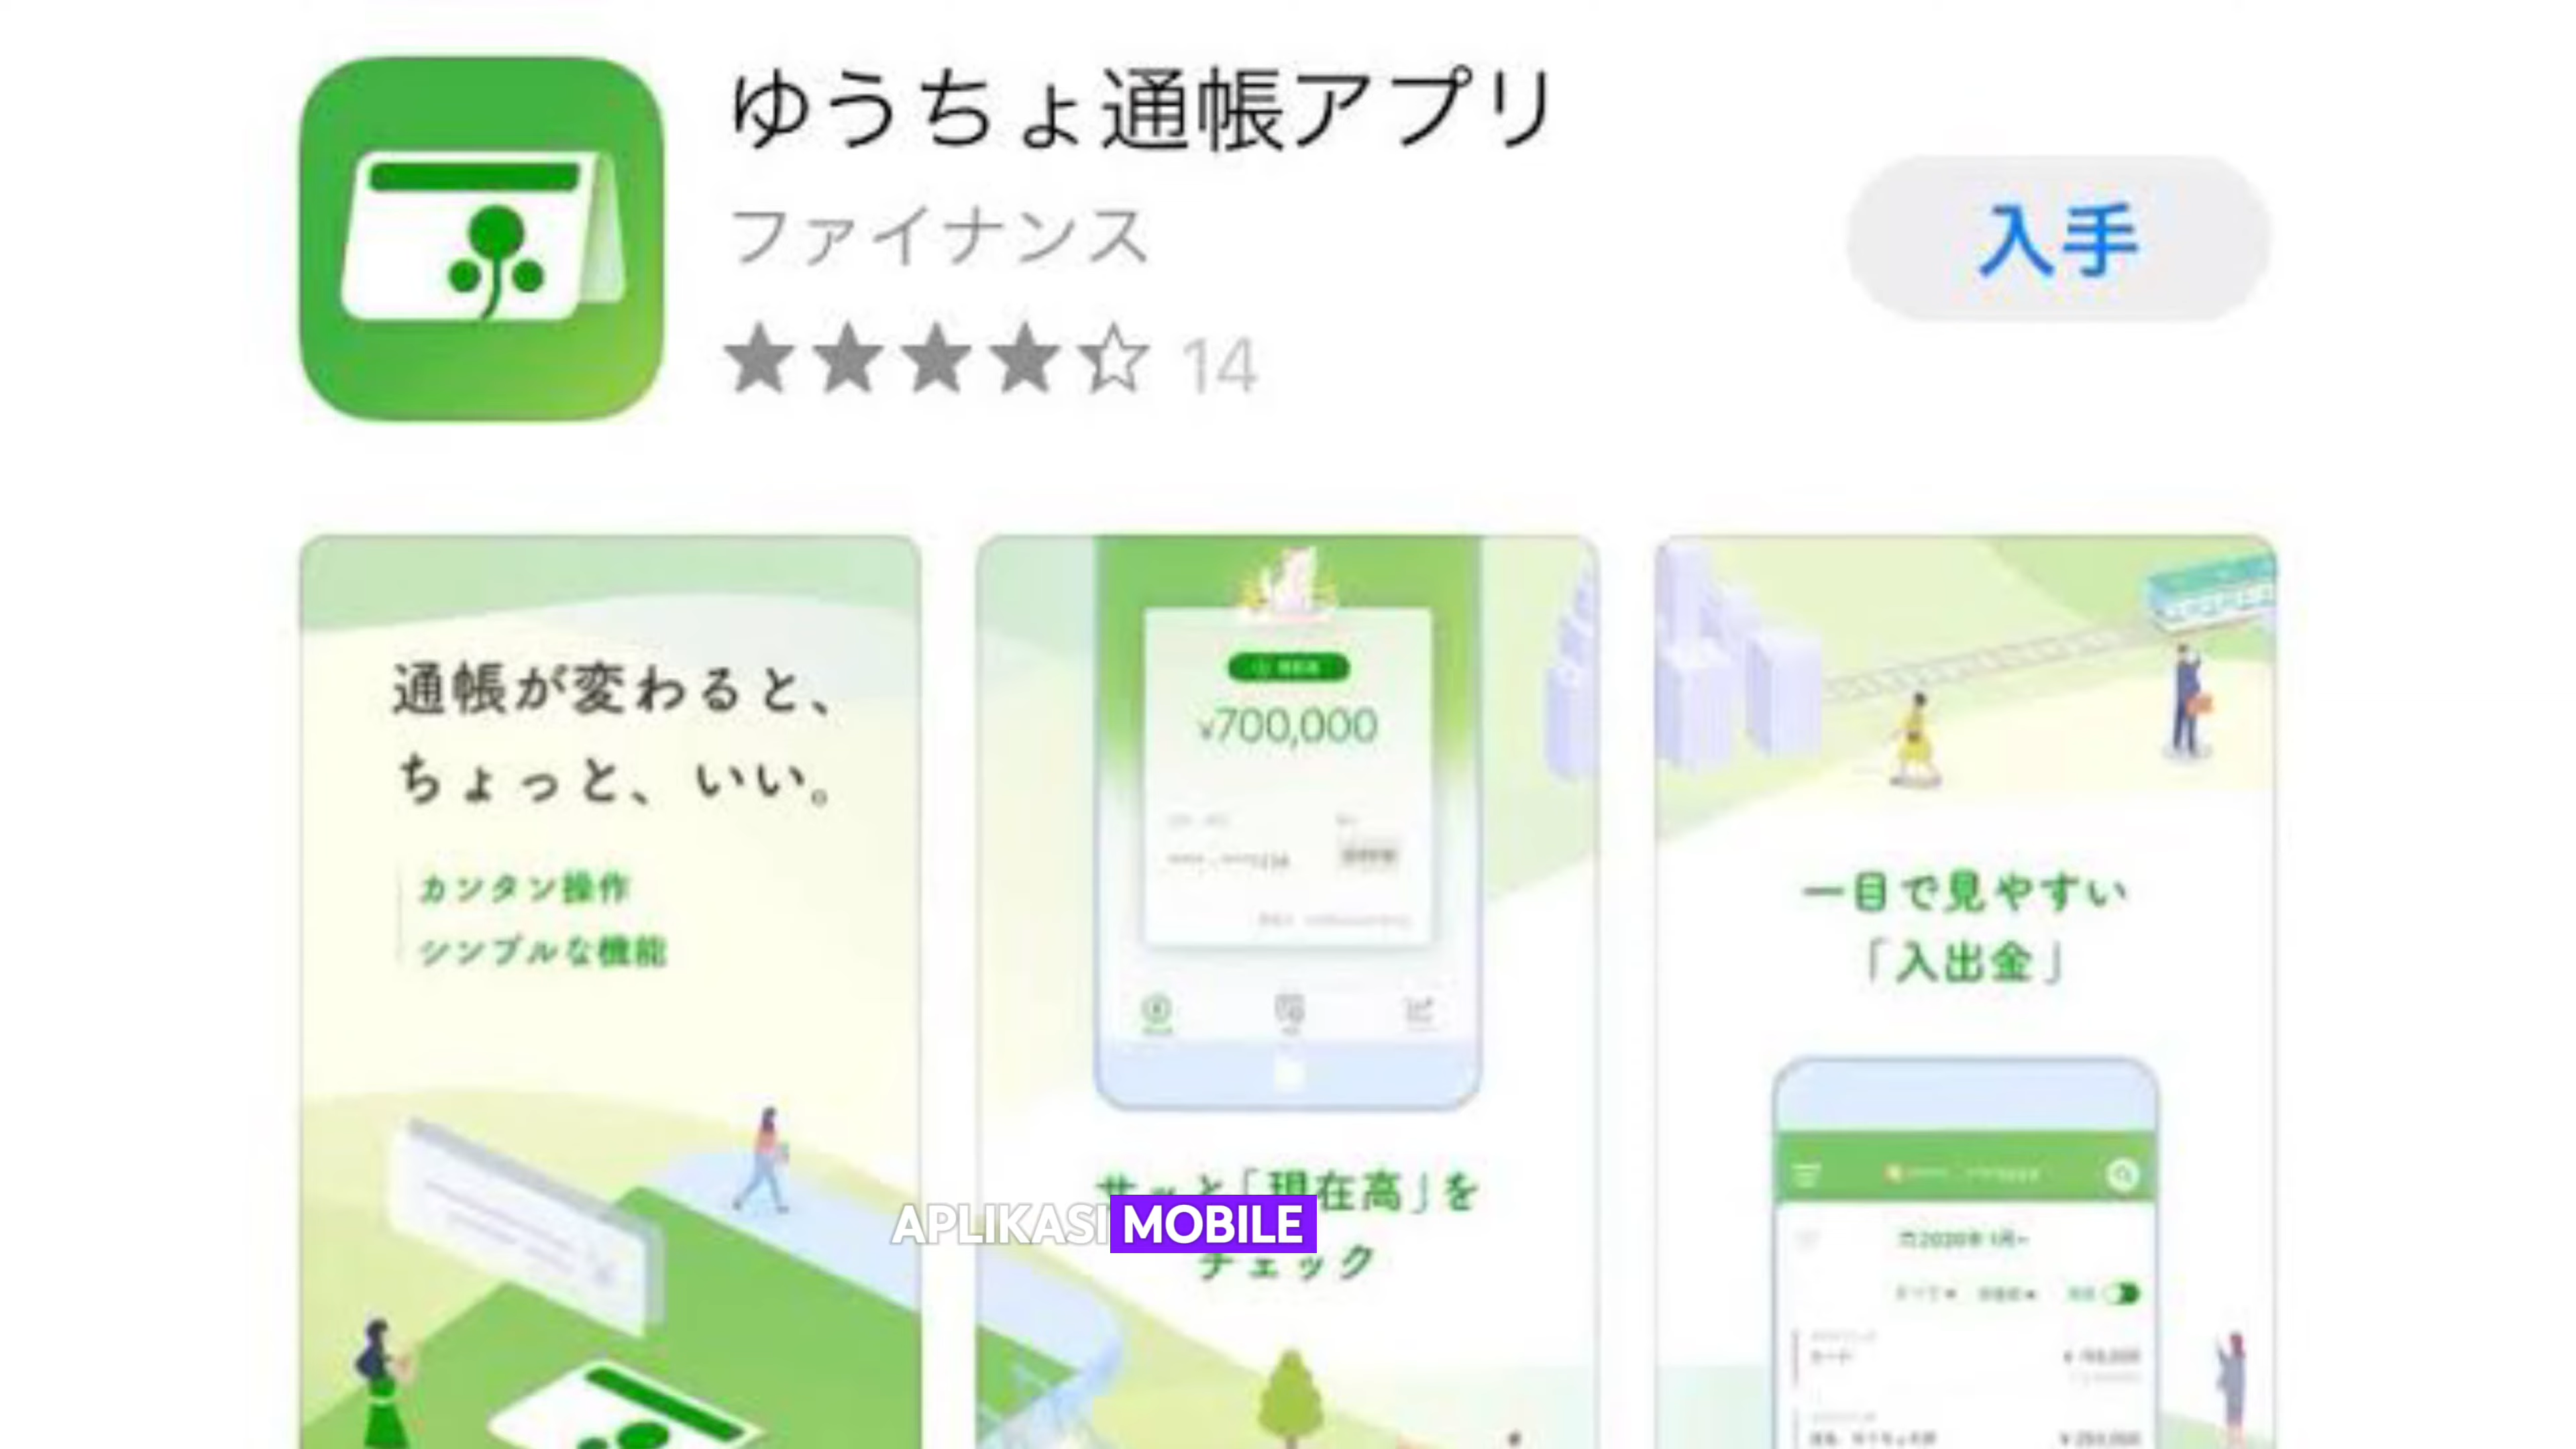 ゆうちょ通帳アプリ
ファイナンス
14
入手
通帳が変わると、
ちょっと、いい。
カンタン操作
シンプルな機能
¥700,000
サッと「現在高」を
チェック
一目で見やすい
「入出金」
APLIKASI MOBILE